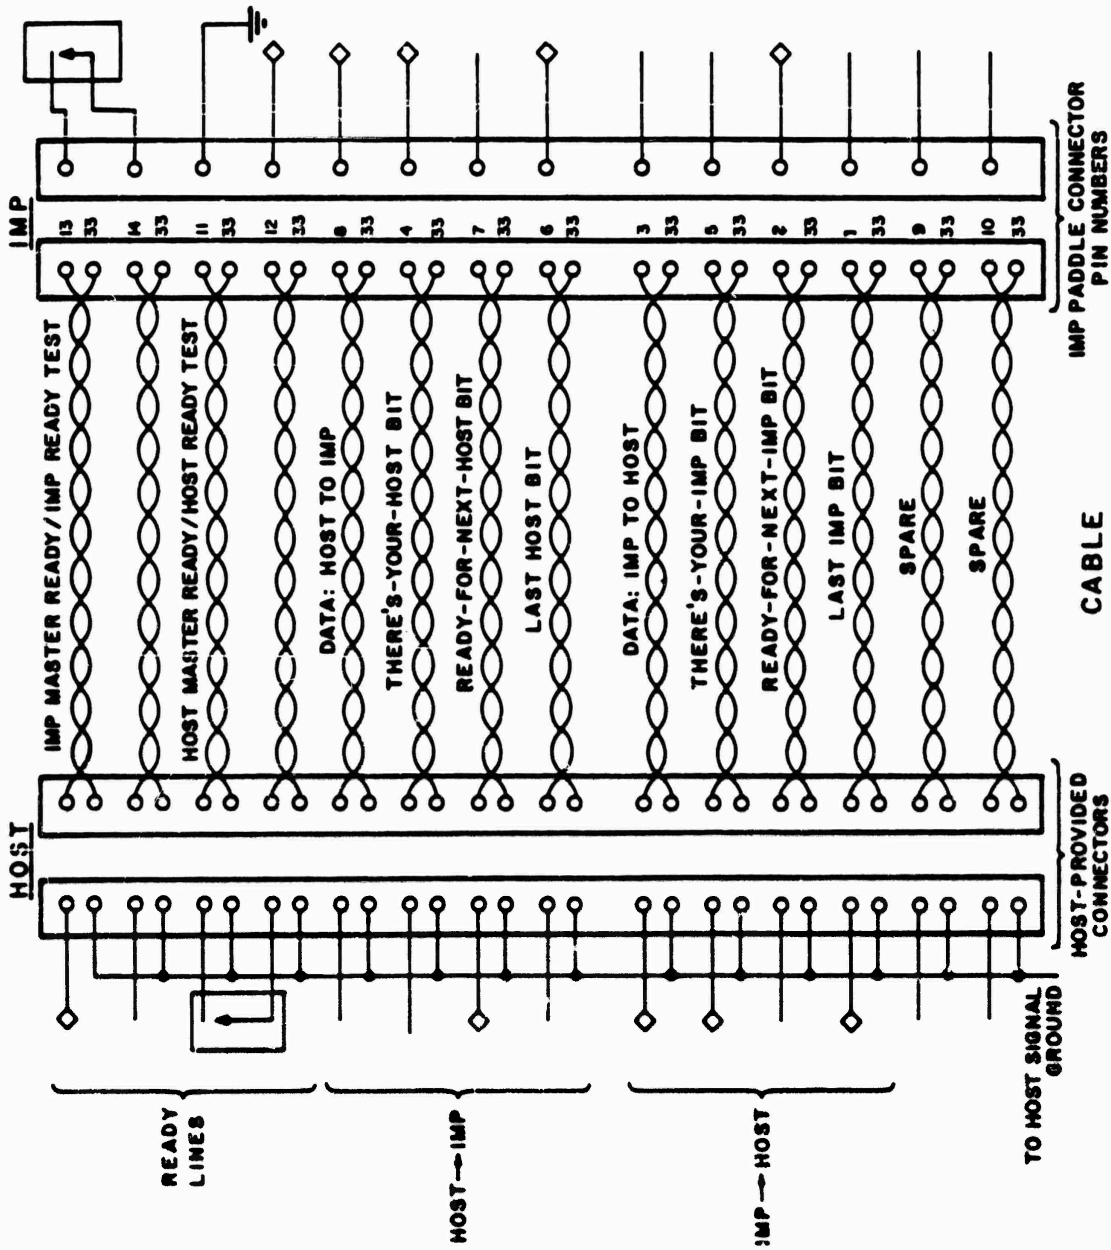 IMP
13
33
14
33
11
33
12
33
8
33
4
33
7
33
6
33
3
33
5
33
2
33
1
33
9
33
10
33
IMP PADDLE CONNECTOR
PIN NUMBERS
IMP MASTER READY/IMP READY TEST
HOST MASTER READY/HOST READY TEST
DATA: HOST TO IMP
THERE'S-YOUR-HOST BIT
READY-FOR-NEXT-HOST BIT
LAST HOST BIT
DATA: IMP TO HOST
THERE'S-YOUR-IMP BIT
READY-FOR-NEXT-IMP BIT
LAST IMP BIT
SPARE
SPARE
CABLE
HOST
HOST-PROVIDED
CONNECTORS
TO HOST SIGNAL
GROUND
READY
LINES
HOST→IMP
IMP→HOST